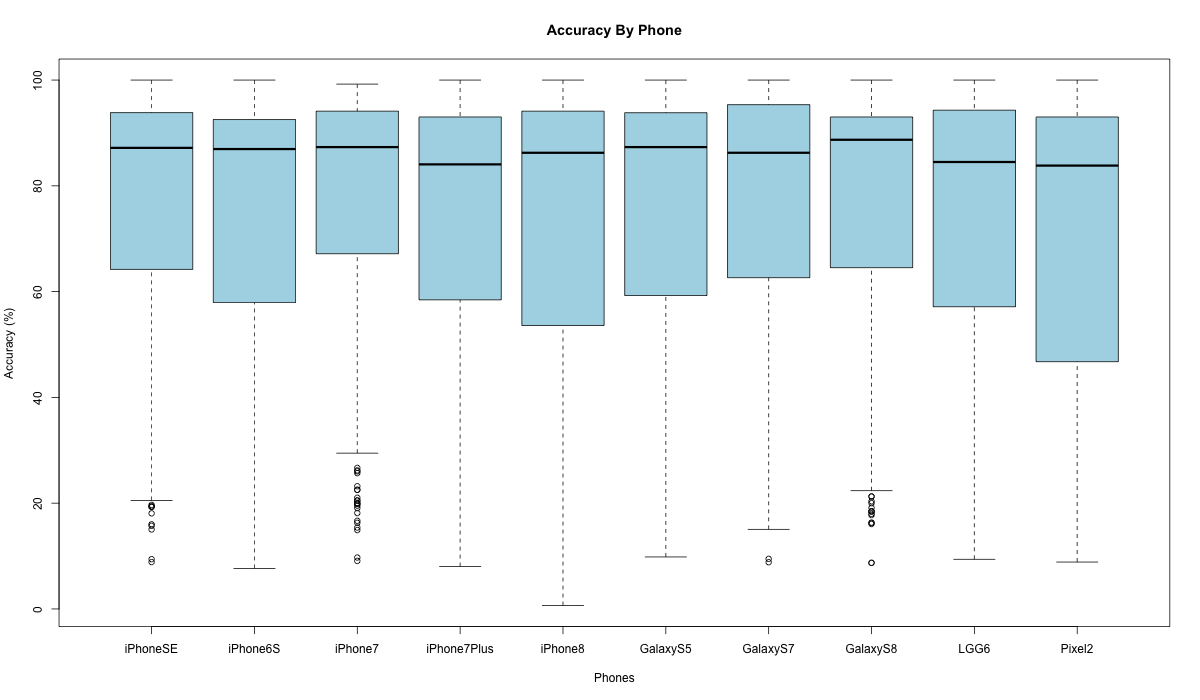 Accuracy By Phone
100
80
60
40
20
0
Accuracy (%)
iPhoneSE iPhone6S iPhone7 iPhone7Plus iPhone8 GalaxyS5 GalaxyS7 GalaxyS8 LGG6 Pixel2
Phones